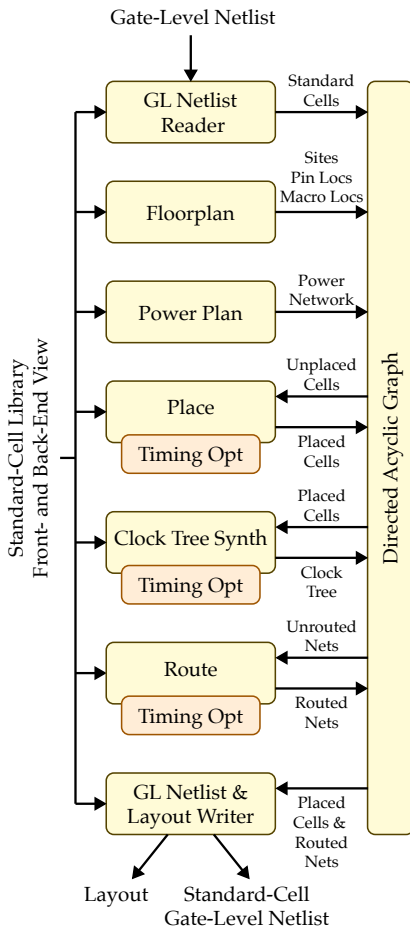 Gate-Level Netlist
GL Netlist
Reader
Standard
Cells
Floorplan
Sites
Pin Locs
Macro Locs
Power Plan
Power
Network
Place
Timing Opt
Unplaced
Cells
Placed
Cells
Clock Tree Synth
Timing Opt
Placed
Cells
Clock
Tree
Route
Timing Opt
Unrouted
Nets
Routed
Nets
GL Netlist &
Layout Writer
Placed
Cells &
Routed
Nets
Layout
Standard-Cell
Gate-Level Netlist
Standard-Cell Library
Front- and Back-End View
Directed Acyclic Graph